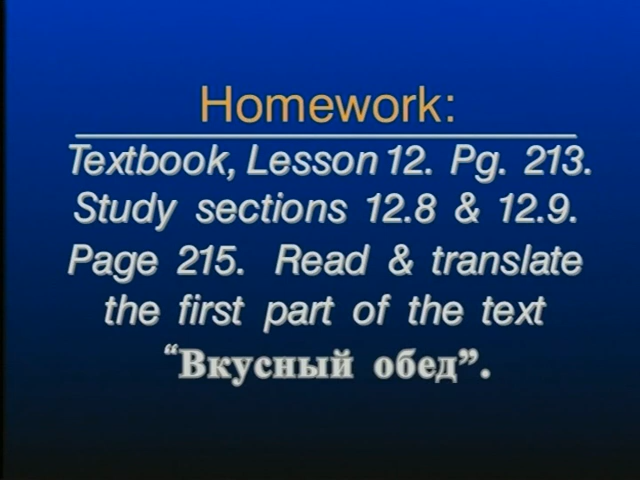 Homework:
Textbook, Lesson 12. Pg. 213.
Study sections 12.8 & 12.9.
Page 215. Read & translate
the first part of the text
“Вкусный обед”.